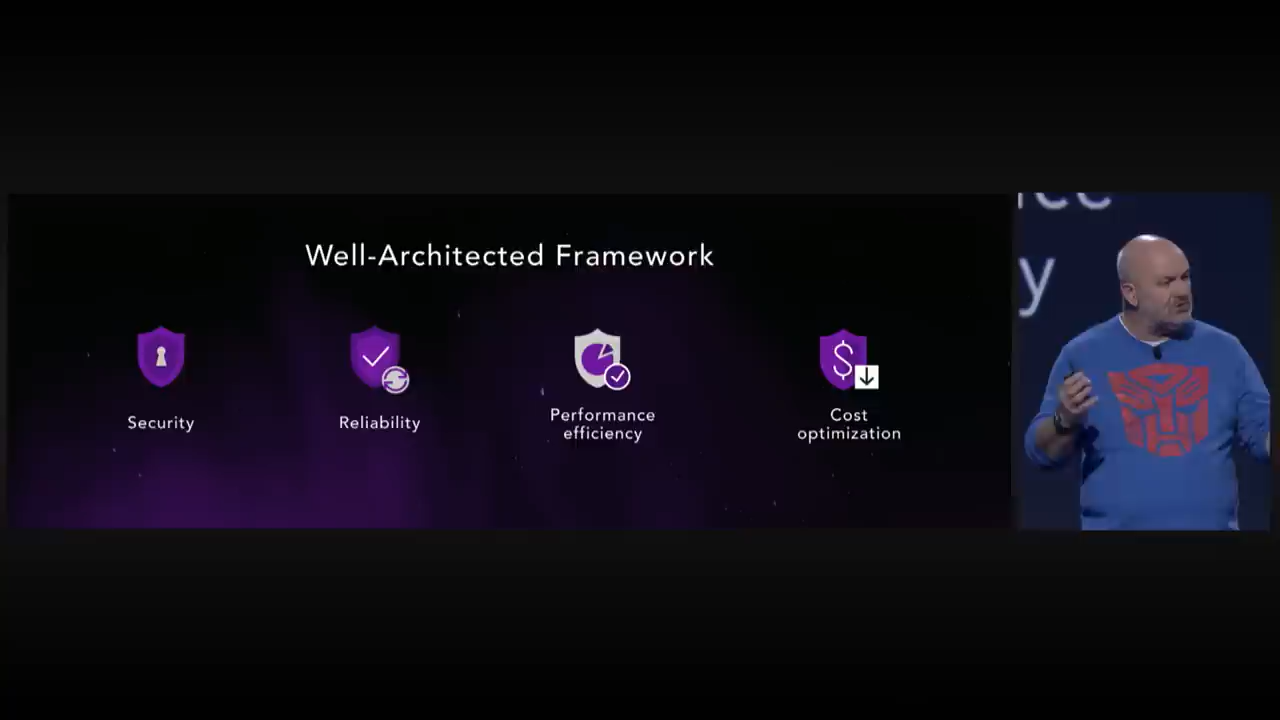 Well-Architected Framework
Security
Reliability
Performance
efficiency
Cost
optimization